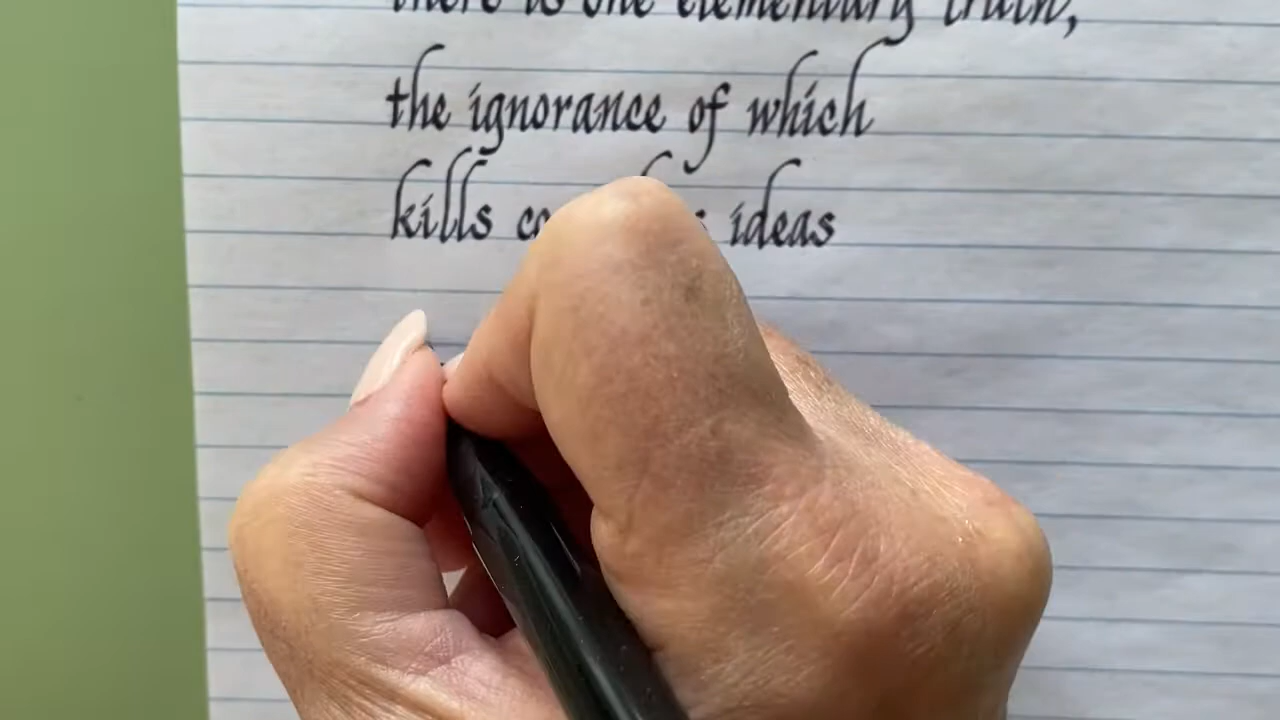 there is one elementary truth,
the ignorance of which
kills ideas